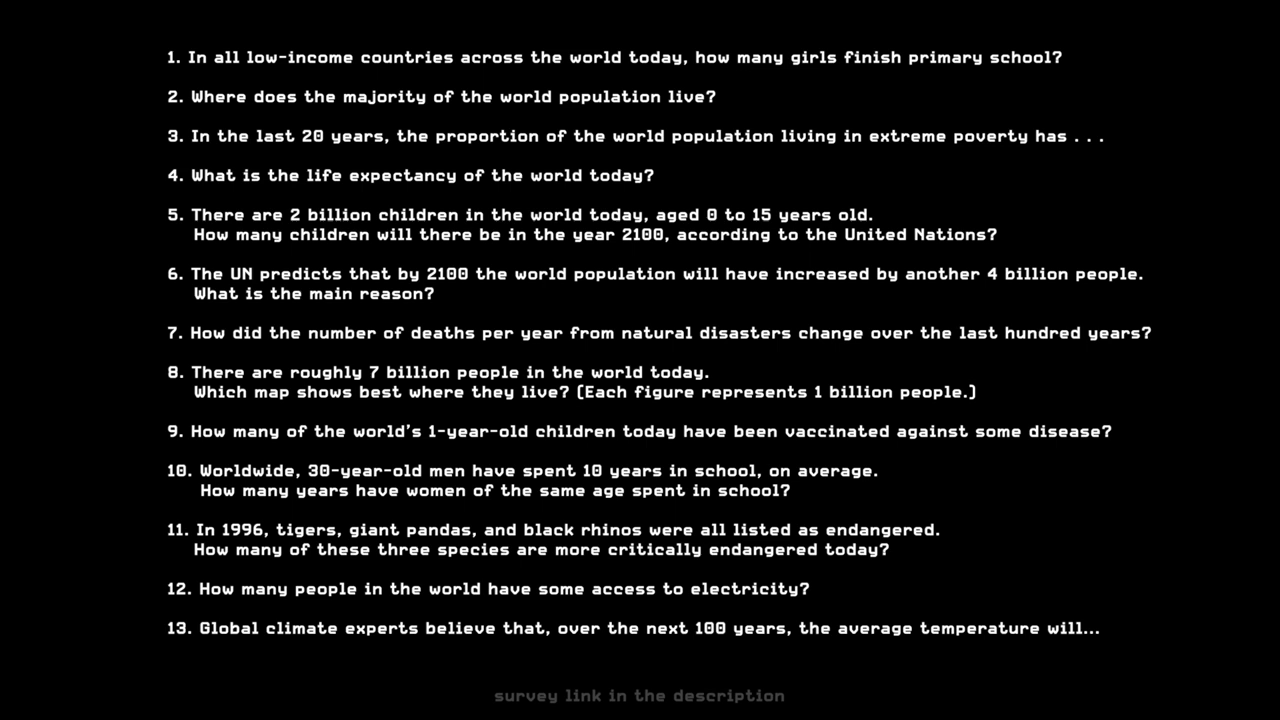 1. In all low-income countries across the world today, how many girls finish primary school?
2. Where does the majority of the world population live?
3. In the last 20 years, the proportion of the world population living in extreme poverty has . . .
4. What is the life expectancy of the world today?
5. There are 2 billion children in the world today, aged 0 to 15 years old.
How many children will there be in the year 2100, according to the United Nations?
6. The UN predicts that by 2100 the world population will have increased by another 4 billion people.
What is the main reason?
7. How did the number of deaths per year from natural disasters change over the last hundred years?
8. There are roughly 7 billion people in the world today.
Which map shows best where they live? (Each figure represents 1 billion people.)
9. How many of the world's 1-year-old children today have been vaccinated against some disease?
10. Worldwide, 30-year-old men have spent 10 years in school, on average.
How many years have women of the same age spent in school?
11. In 1996, tigers, giant pandas, and black rhinos were all listed as endangered.
How many of these three species are more critically endangered today?
12. How many people in the world have some access to electricity?
13. Global climate experts believe that, over the next 100 years, the average temperature will...
survey link in the description